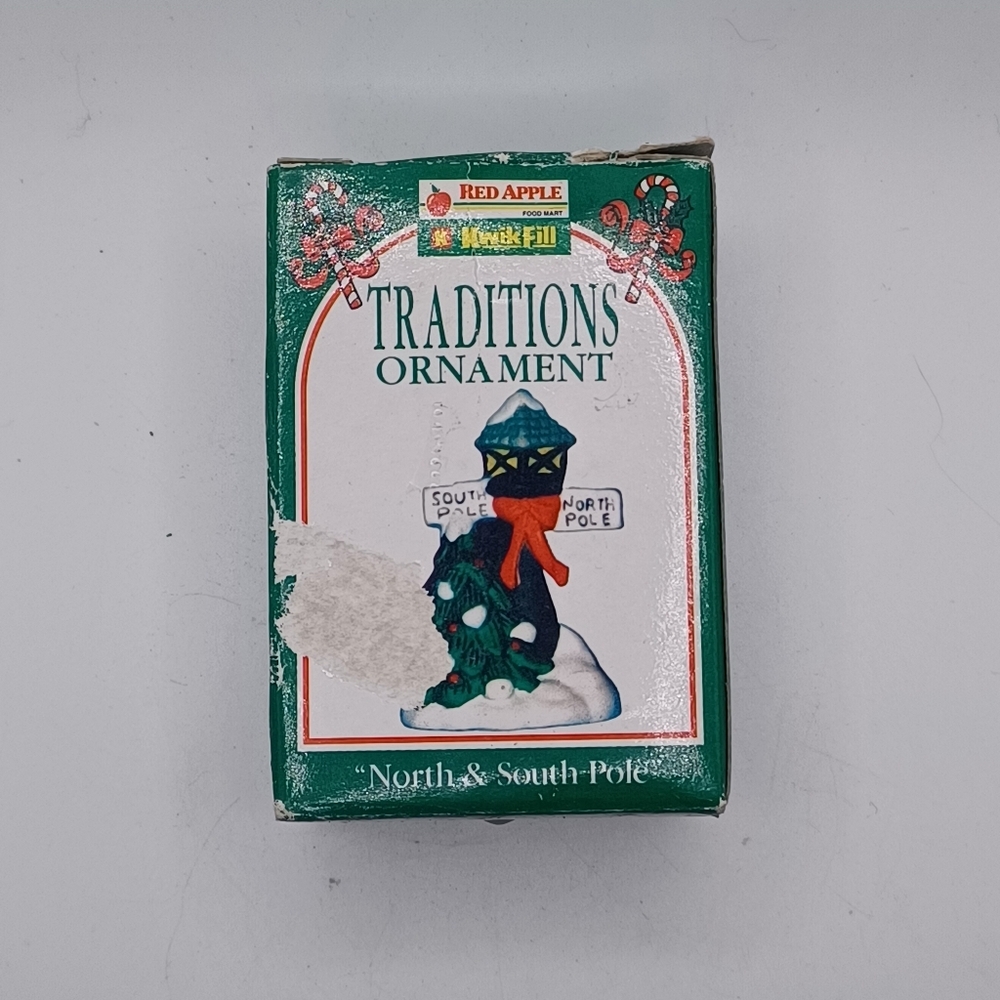 RED APPLE
FOOD MART
Kwik Fill
TRADITIONS
ORNAMENT
SOUTH
POLE
NORTH
POLE
"North & South Pole"